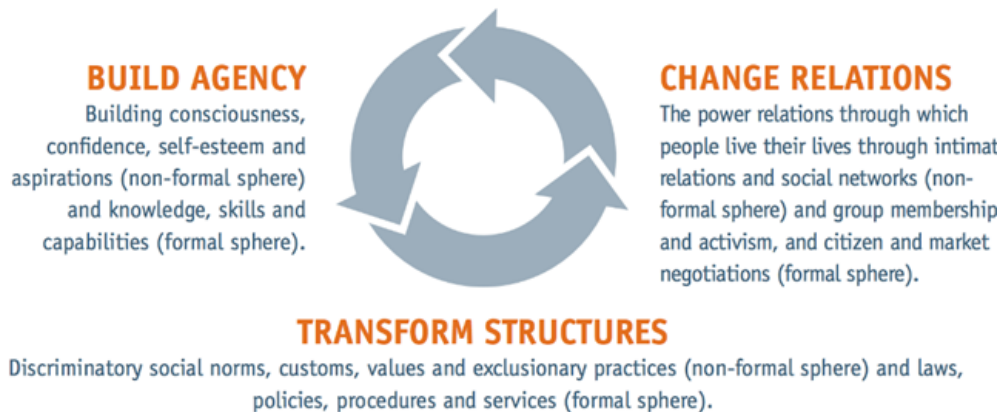 BUILD AGENCY
Building consciousness,
confidence, self-esteem and
aspirations (non-formal sphere)
and knowledge, skills and
capabilities (formal sphere).
CHANGE RELATIONS
The power relations through which
people live their lives through intimat
relations and social networks (non-
formal sphere) and group membership
and activism, and citizen and market
negotiations (formal sphere).
TRANSFORM STRUCTURES
Discriminatory social norms, customs, values and exclusionary practices (non-formal sphere) and laws,
policies, procedures and services (formal sphere).